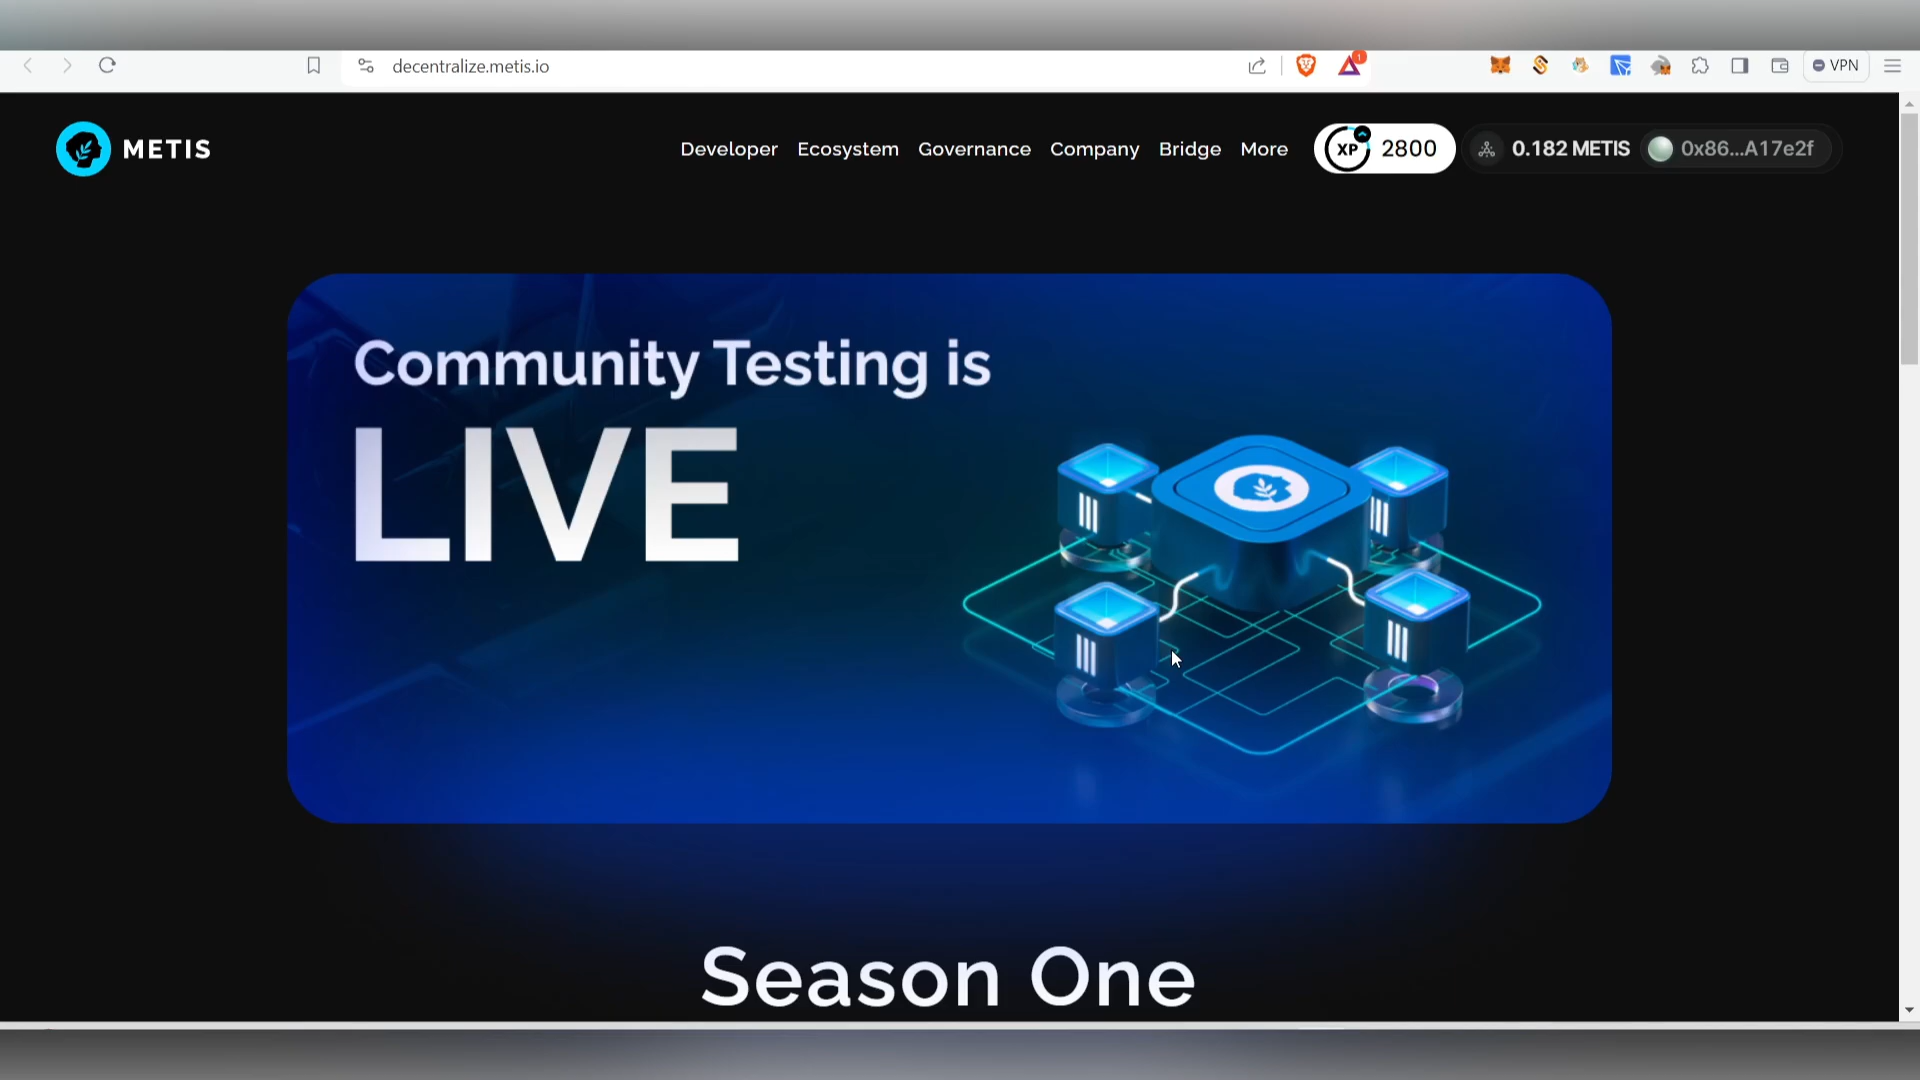 decentralize.metis.io
1
VPN
METIS
Developer Ecosystem Governance Company Bridge More
XP 2800
0.182 METIS 0x86...A17e2f
Community Testing is
LIVE
Season One